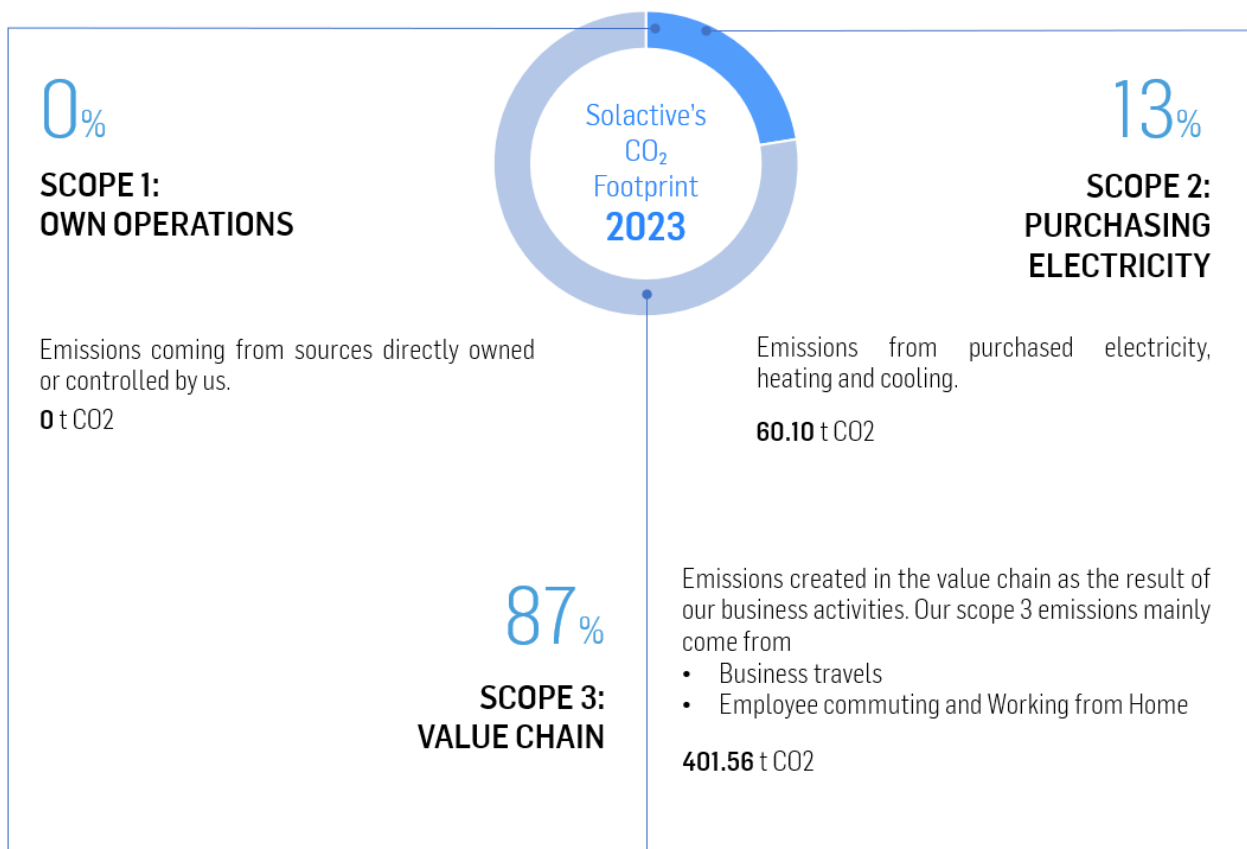 Solactive's
CO₂
Footprint
2023
0%
SCOPE 1:
OWN OPERATIONS
Emissions coming from sources directly owned
or controlled by us.
0 t CO2
13%
SCOPE 2:
PURCHASING
ELECTRICITY
Emissions from purchased electricity,
heating and cooling.
60.10 t CO2
87%
SCOPE 3:
VALUE CHAIN
Emissions created in the value chain as the result of
our business activities. Our scope 3 emissions mainly
come from
• Business travels
• Employee commuting and Working from Home
401.56 t CO2